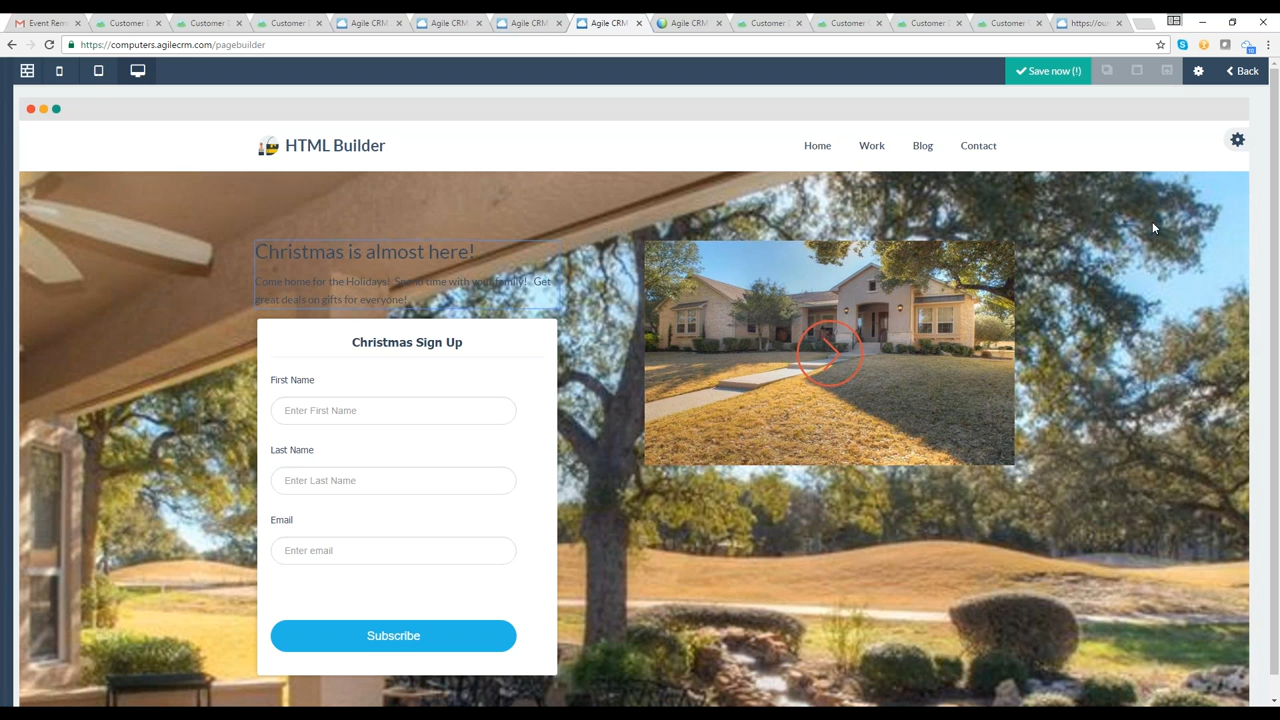 Event Rem
Customer
Customer
Customer
Agile CRM
Agile CRM
Agile CRM
Agile CRM
Agile CRM
Customer
Customer
Customer
Customer
https://ou
https://computers.agilecrm.com/pagebuilder
Save now (!)
Back
HTML Builder
Home
Work
Blog
Contact
Christmas is almost here!
Come home for the Holidays! Spend time with your family! Get
great deals on gifts for everyone!
Christmas Sign Up
First Name
Enter First Name
Last Name
Enter Last Name
Email
Enter email
Subscribe